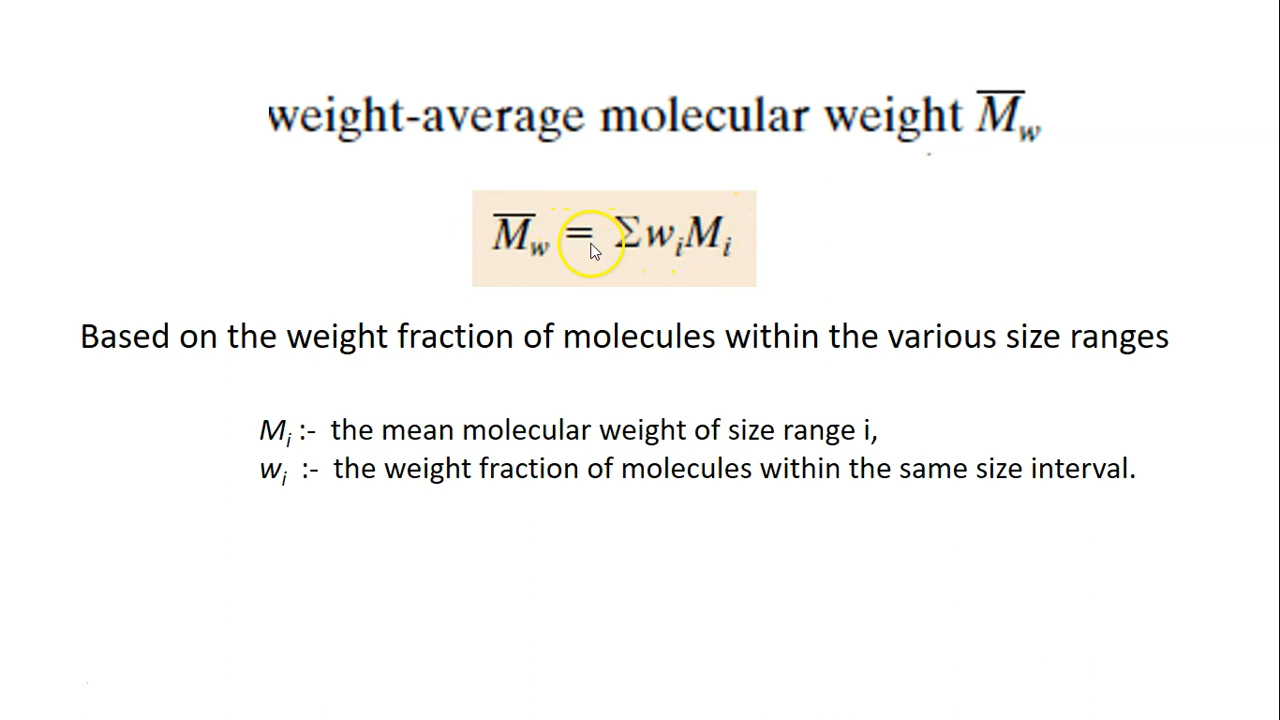 weight-average molecular weight M̅w
M̅w = ΣwiMi
Based on the weight fraction of molecules within the various size ranges
Mi :- the mean molecular weight of size range i,
wi :- the weight fraction of molecules within the same size interval.